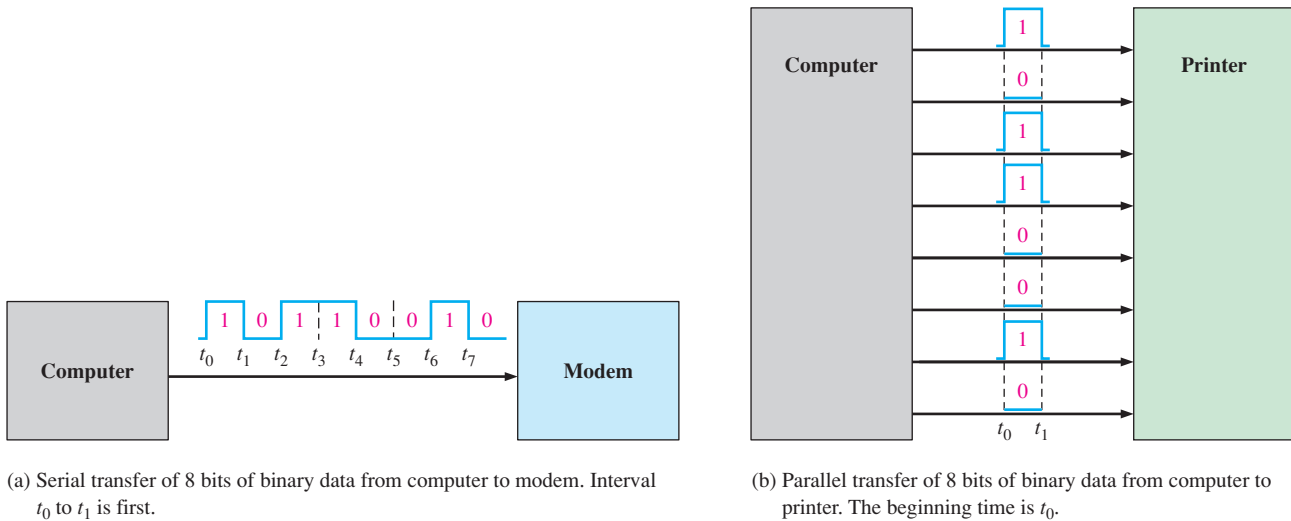 Computer
1 0 1 1 0 0 1 0
t0 t1 t2 t3 t4 t5 t6 t7
Modem
(a) Serial transfer of 8 bits of binary data from computer to modem. Interval
t0 to t1 is first.
Computer
1
0
1
1
0
0
1
0
t0 t1
Printer
(b) Parallel transfer of 8 bits of binary data from computer to
printer. The beginning time is t0.